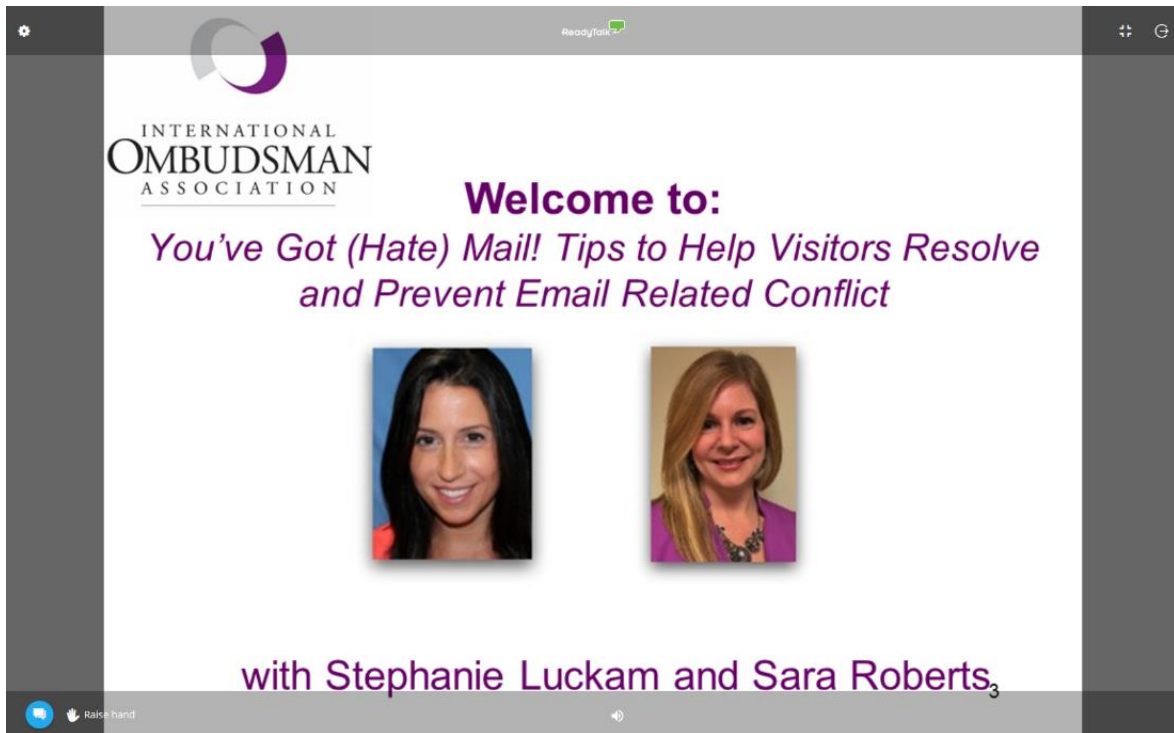 ReadyTalk
INTERNATIONAL
OMBUDSMAN
ASSOCIATION
Welcome to:
You’ve Got (Hate) Mail! Tips to Help Visitors Resolve
and Prevent Email Related Conflict
with Stephanie Luckam and Sara Roberts
3
Raise hand